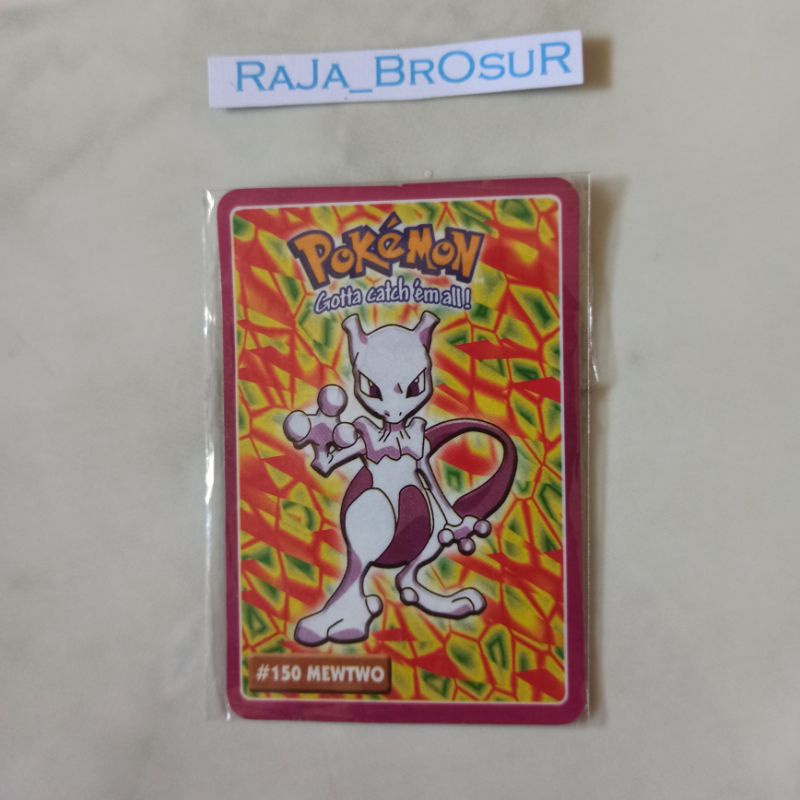 RAJA_BROSUR
POKéMON
Gotta catch 'em all!
#150 MEWTWO